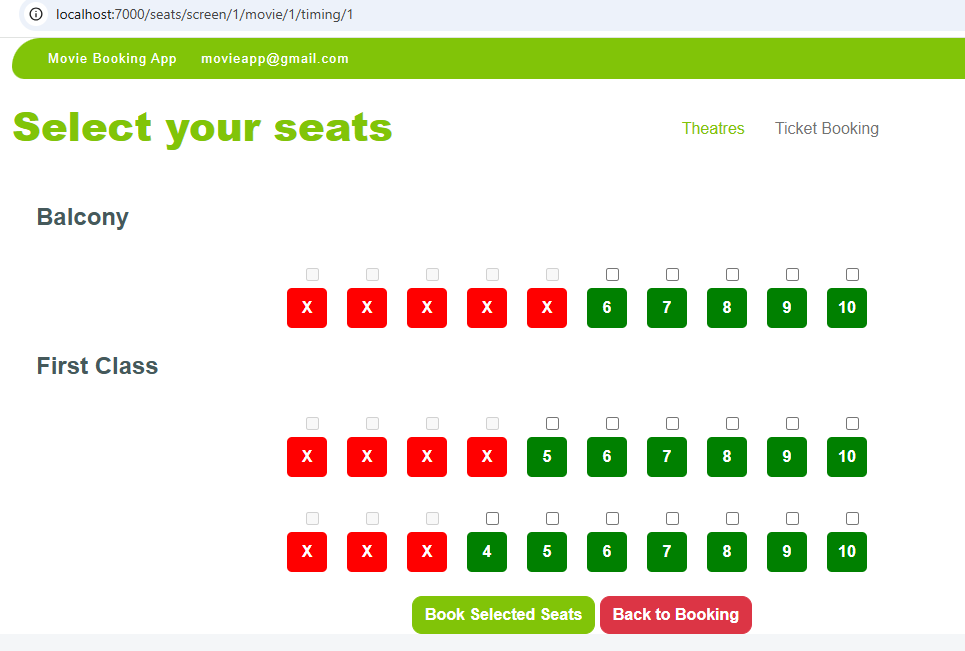 localhost:7000/seats/screen/1/movie/1/timing/1
Movie Booking App movieapp@gmail.com
Select your seats Theatres Ticket Booking
Balcony
X X X X X 6 7 8 9 10
First Class
X X X X 5 6 7 8 9 10
X X X 4 5 6 7 8 9 10
Book Selected Seats Back to Booking